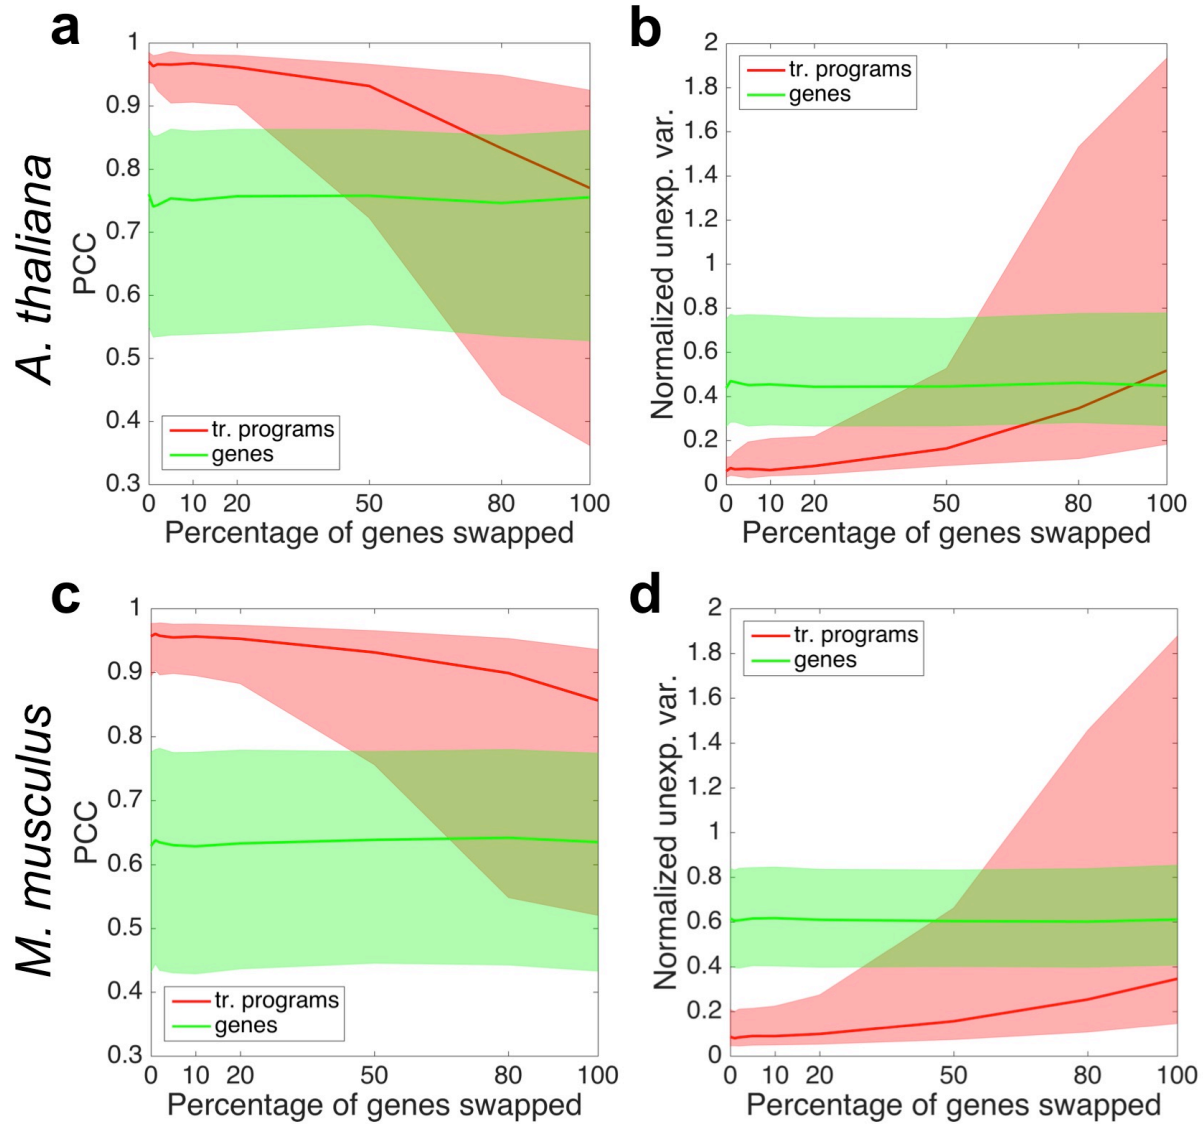 a
b
A. thaliana
PCC
1
0.9
0.8
0.7
0.6
0.5
0.4
0.3
tr. programs
genes
0 10 20 50 80 100
Percentage of genes swapped
Normalized unexp. var.
2
1.8
1.6
1.4
1.2
1
0.8
0.6
0.4
0.2
0
tr. programs
genes
0 10 20 50 80 100
Percentage of genes swapped
c
d
M. musculus
PCC
1
0.9
0.8
0.7
0.6
0.5
0.4
0.3
tr. programs
genes
0 10 20 50 80 100
Percentage of genes swapped
Normalized unexp. var.
2
1.8
1.6
1.4
1.2
1
0.8
0.6
0.4
0.2
0
tr. programs
genes
0 10 20 50 80 100
Percentage of genes swapped